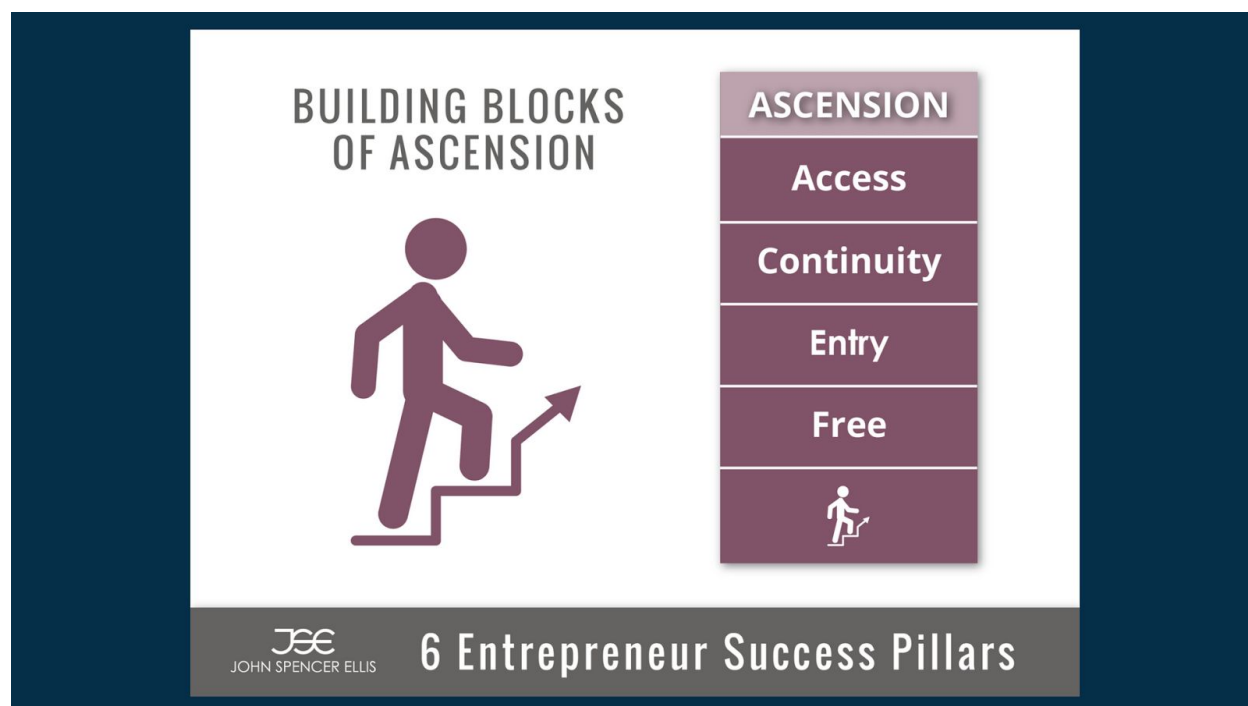 BUILDING BLOCKS
OF ASCENSION
ASCENSION
Access
Continuity
Entry
Free
JSE
JOHN SPENCER ELLIS
6 Entrepreneur Success Pillars